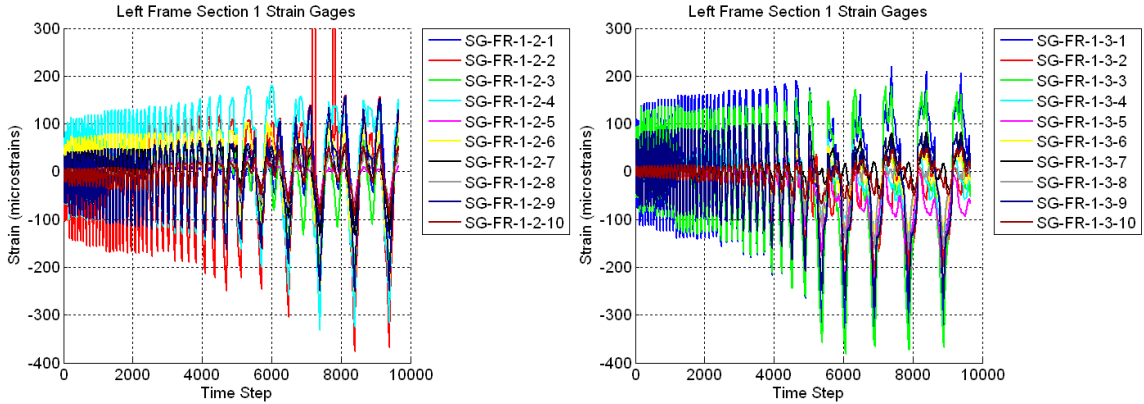 Left Frame Section 1 Strain Gages
300
200
100
0
-100
-200
-300
-400
Strain (microstrains)
0
2000
4000
6000
8000
10000
Time Step
SG-FR-1-2-1
SG-FR-1-2-2
SG-FR-1-2-3
SG-FR-1-2-4
SG-FR-1-2-5
SG-FR-1-2-6
SG-FR-1-2-7
SG-FR-1-2-8
SG-FR-1-2-9
SG-FR-1-2-10
Left Frame Section 1 Strain Gages
300
200
100
0
-100
-200
-300
-400
Strain (microstrains)
0
2000
4000
6000
8000
10000
Time Step
SG-FR-1-3-1
SG-FR-1-3-2
SG-FR-1-3-3
SG-FR-1-3-4
SG-FR-1-3-5
SG-FR-1-3-6
SG-FR-1-3-7
SG-FR-1-3-8
SG-FR-1-3-9
SG-FR-1-3-10